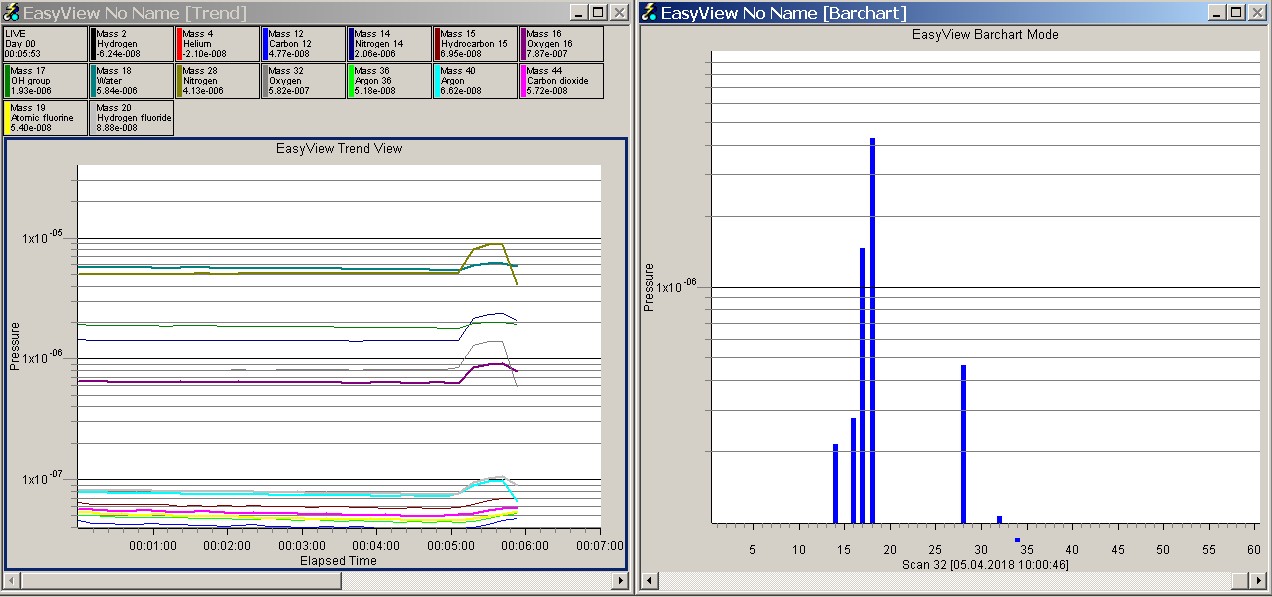 EasyView No Name [Trend]
LIVE
Day 00
00:05:53
Mass 2
Hydrogen
-6.24e-008
Mass 4
Helium
-2.10e-008
Mass 12
Carbon 12
4.77e-008
Mass 14
Nitrogen 14
2.06e-006
Mass 15
Hydrocarbon 15
6.95e-008
Mass 16
Oxygen 16
7.87e-007
Mass 17
OH group
1.93e-006
Mass 18
Water
5.84e-006
Mass 28
Nitrogen
4.13e-006
Mass 32
Oxygen
5.82e-007
Mass 36
Argon 36
5.18e-008
Mass 40
Argon
6.62e-008
Mass 44
Carbon dioxide
5.72e-008
Mass 19
Atomic fluorine
5.40e-008
Mass 20
Hydrogen fluoride
8.88e-008
EasyView Trend View
1x10-05
1x10-06
1x10-07
Pressure
00:01:00 00:02:00 00:03:00 00:04:00 00:05:00 00:06:00 00:07:00
Elapsed Time
EasyView No Name [Barchart]
EasyView Barchart Mode
Pressure
1x10-06
5 10 15 20 25 30 35 40 45 50 55 60
Scan 32 [05.04.2018 10:00:46]